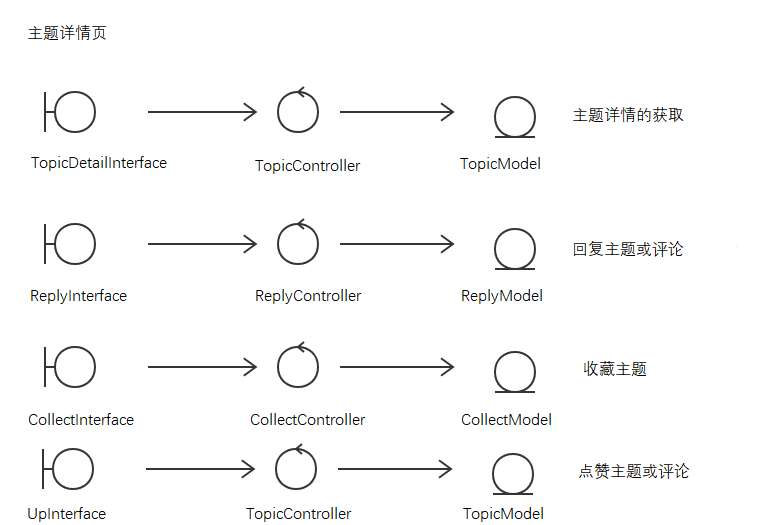 主题详情页
主题详情的获取
TopicDetailInterface TopicController TopicModel
回复主题或评论
ReplyInterface ReplyController ReplyModel
收藏主题
CollectInterface CollectController CollectModel
点赞主题或评论
UpInterface TopicController TopicModel